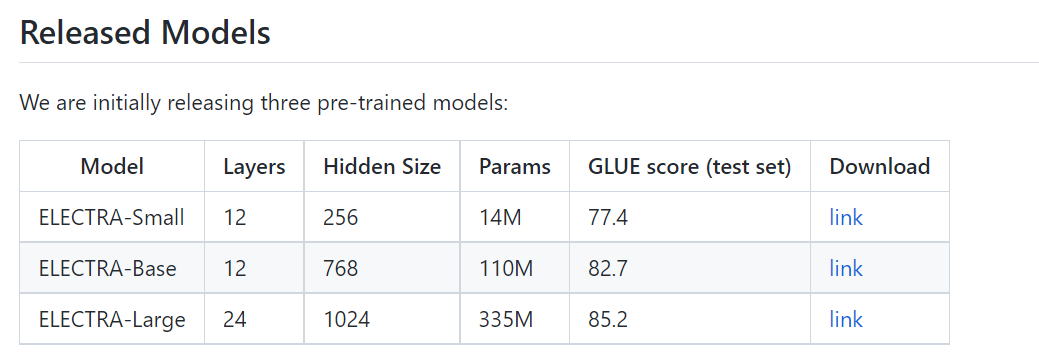 Released Models
We are initially releasing three pre-trained models:
Model Layers Hidden Size Params GLUE score (test set) Download
ELECTRA-Small 12 256 14M 77.4 link
ELECTRA-Base 12 768 110M 82.7 link
ELECTRA-Large 24 1024 335M 85.2 link